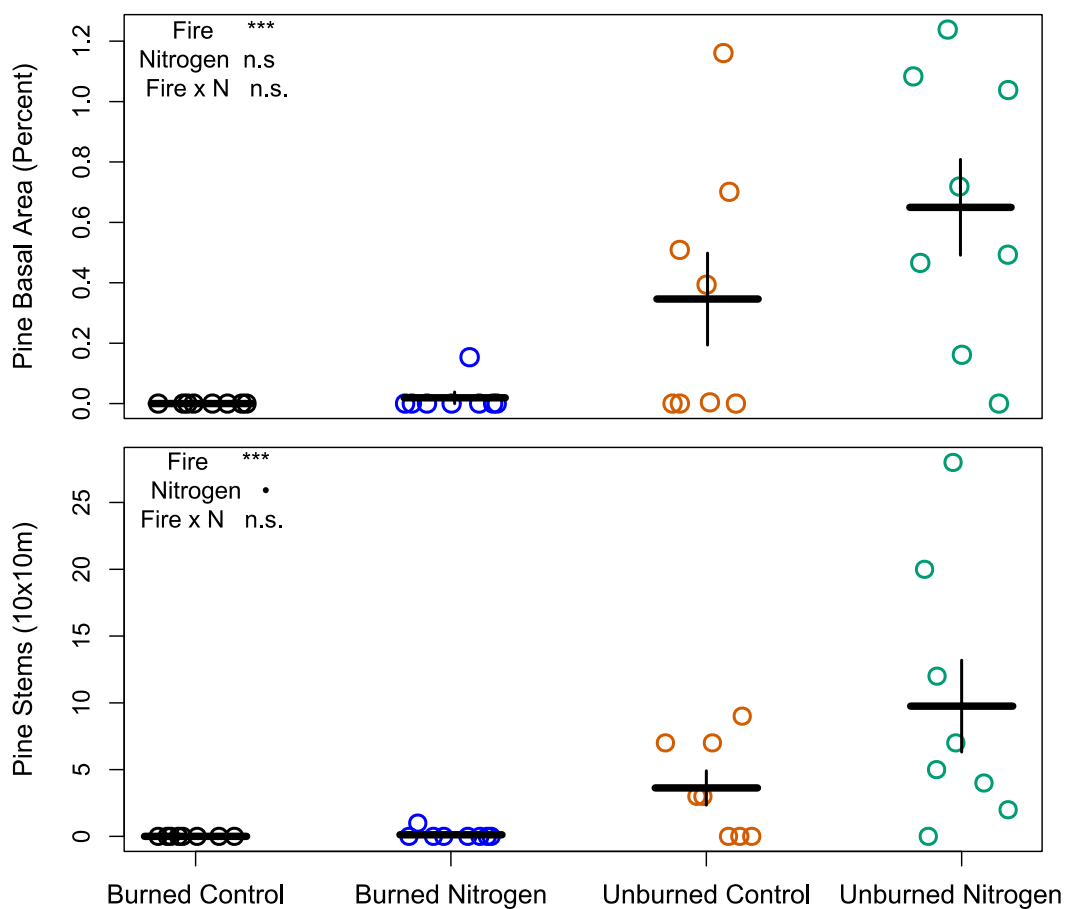 Pine Basal Area (Percent)
1.2
1.0
0.8
0.6
0.4
0.2
0.0
Fire ***
Nitrogen n.s
Fire x N n.s.
Pine Stems (10x10m)
25
20
15
10
5
0
Fire ***
Nitrogen •
Fire x N n.s.
Burned Control Burned Nitrogen Unburned Control Unburned Nitrogen